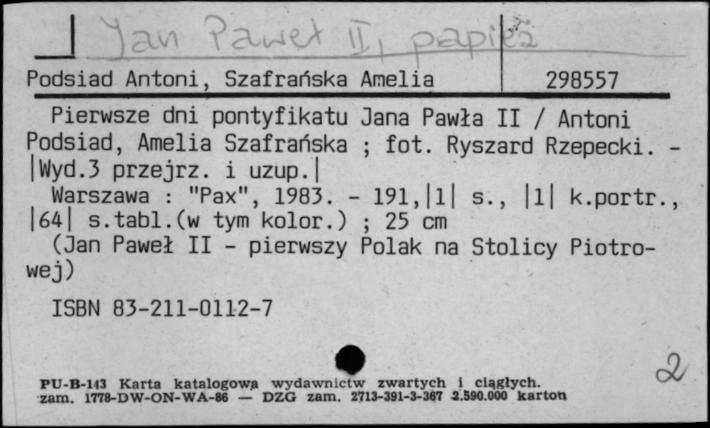 Jan Paweł II, papież
Podsiad Antoni, Szafrańska Amelia 298557
Pierwsze dni pontyfikatu Jana Pawła II / Antoni
Podsiad, Amelia Szafrańska ; fot. Ryszard Rzepecki. -
|Wyd.3 przejrz. i uzup.|
Warszawa : "Pax", 1983. - 191,|1| s., |1| k.portr.,
|64| s.tabl.(w tym kolor.) ; 25 cm
(Jan Paweł II - pierwszy Polak na Stolicy Piotro-
wej)
ISBN 83-211-0112-7
2
PU-B-143 Karta katalogowa wydawnictw zwartych i ciągłych.
zam. 1778-DW-ON-WA-86 — DZG zam. 2713-391-3-367 2.590.000 karton